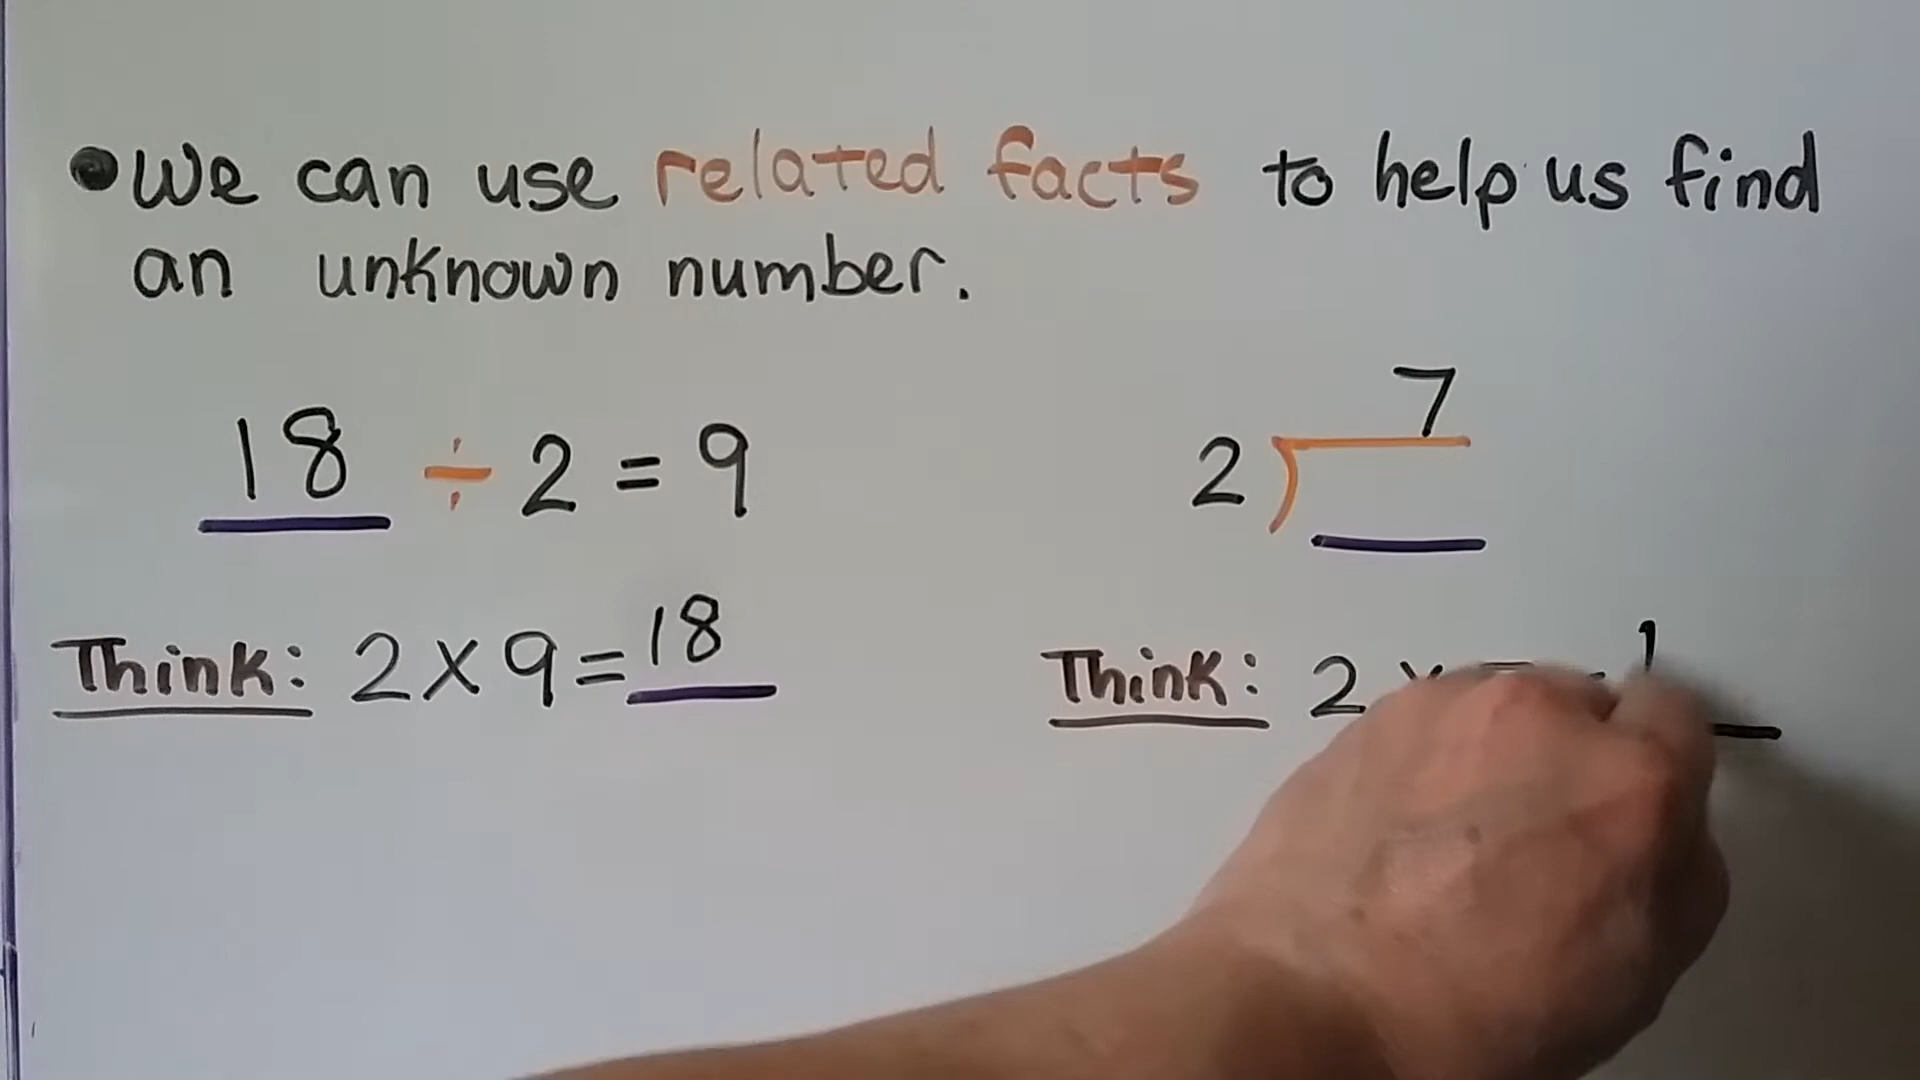 •We can use related facts to help us find
an unknown number.
18 ÷ 2 = 9
Think: 2 x 9 = 18
7
2)
Think: 2 x 1